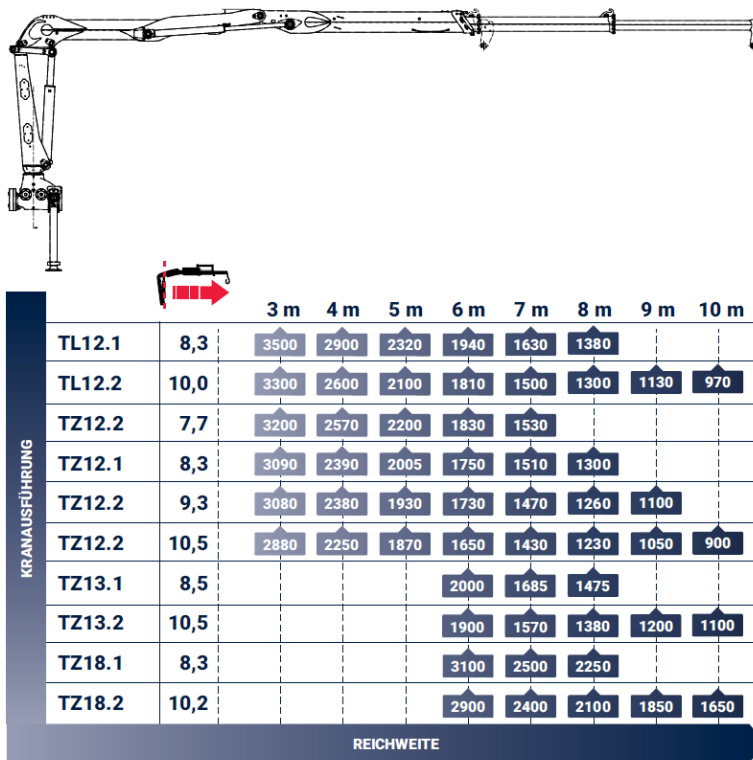 3 m 4 m 5 m 6 m 7 m 8 m 9 m 10 m
TL12.1 8,3 3500 2900 2320 1940 1630 1380
TL12.2 10,0 3300 2600 2100 1810 1500 1300 1130 970
TZ12.2 7,7 3200 2570 2200 1830 1530
TZ12.1 8,3 3090 2390 2005 1750 1510 1300
TZ12.2 9,3 3080 2380 1930 1730 1470 1260 1100
TZ12.2 10,5 2880 2250 1870 1650 1430 1230 1050 900
TZ13.1 8,5 2000 1685 1475
TZ13.2 10,5 1900 1570 1380 1200 1100
TZ18.1 8,3 3100 2500 2250
TZ18.2 10,2 2900 2400 2100 1850 1650
KRANAUSFÜHRUNG
REICHWEITE